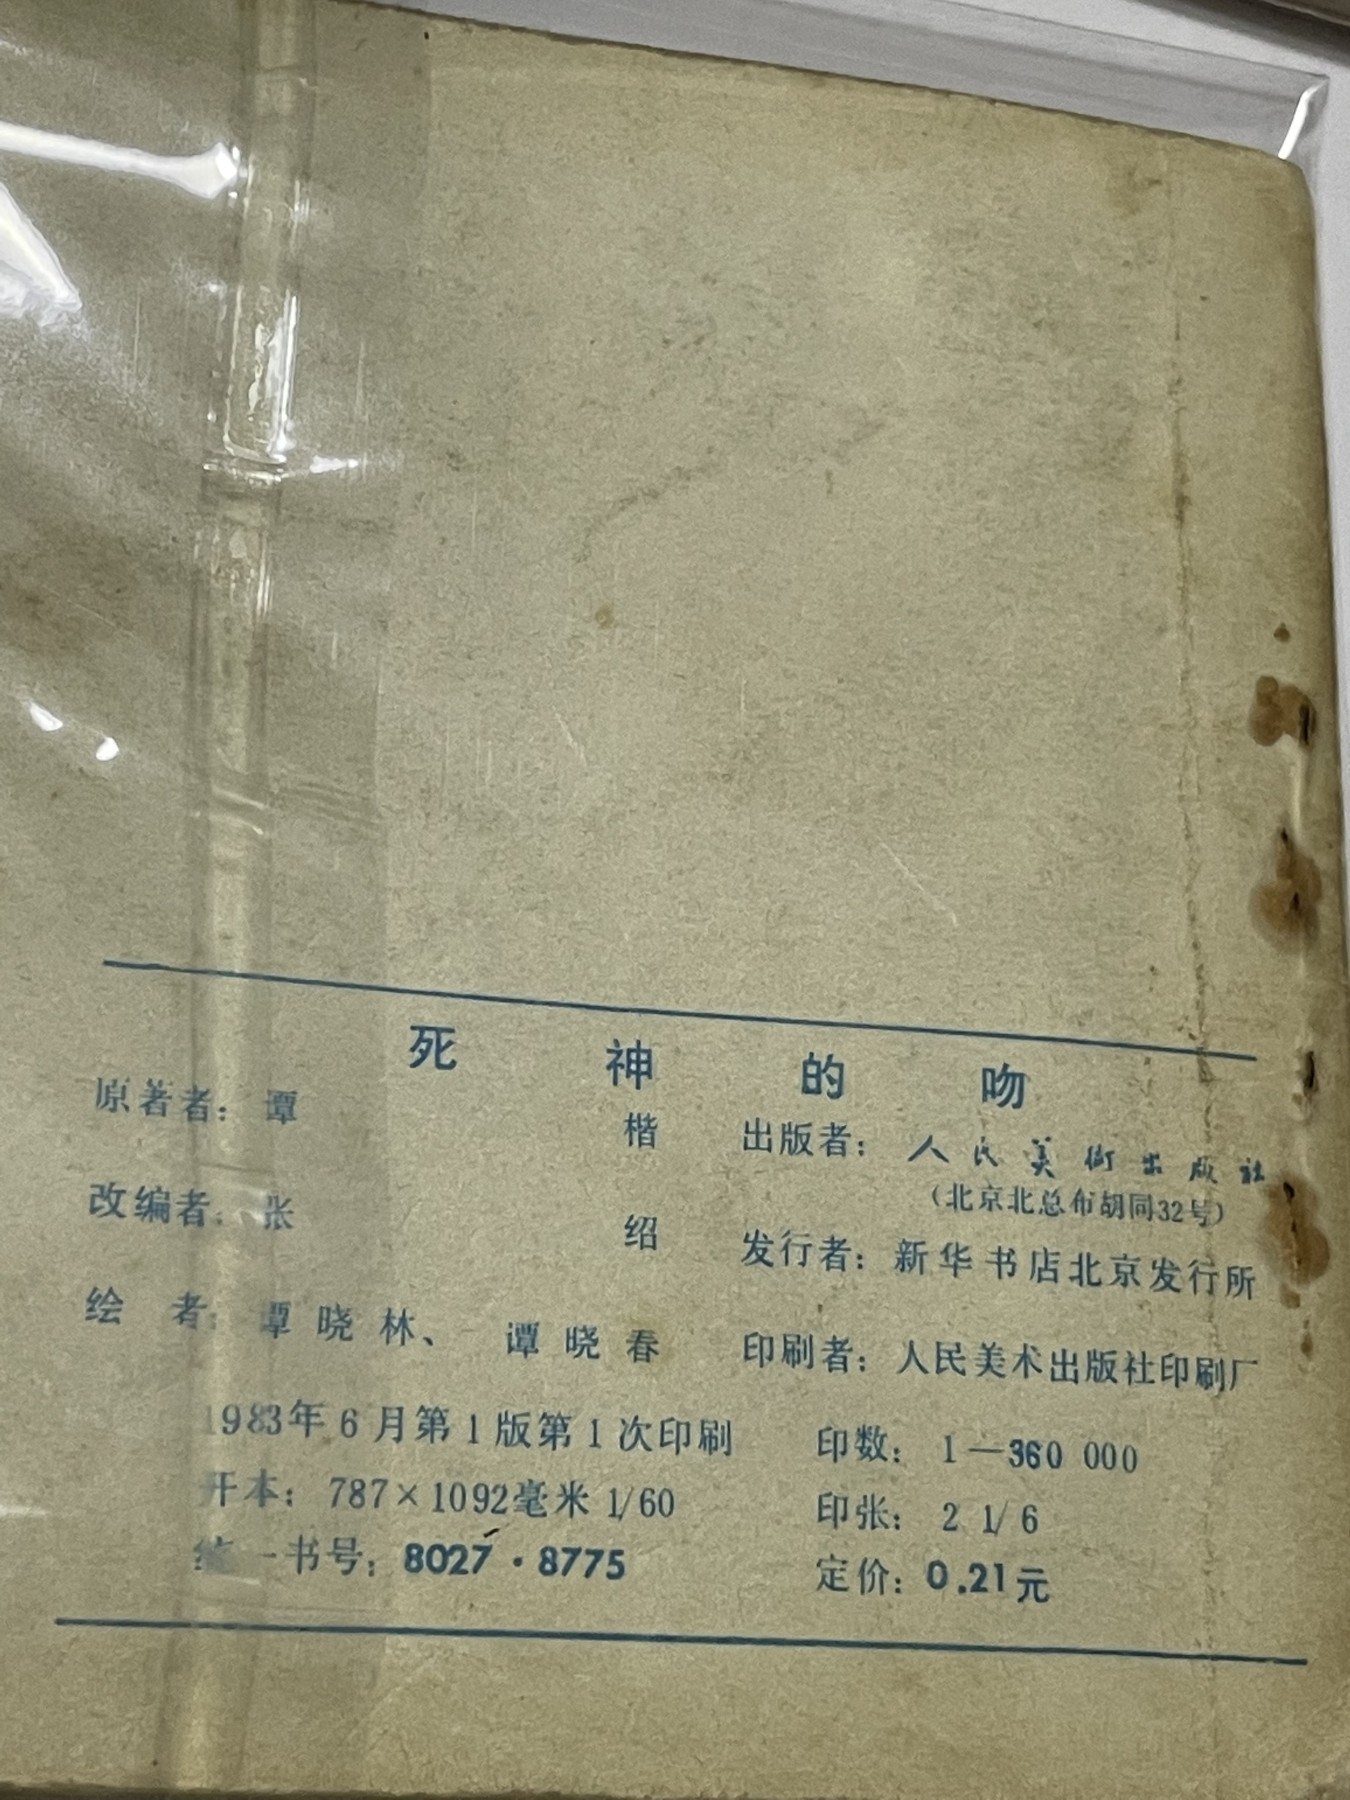 死神的吻
原著者：谭楷
改编者：张绍
绘者：谭晓林、谭晓春
1983年6月第1版第1次印刷
开本：787×1092毫米 1/60
统一书号：8027·8775
出版者：人民美術出版社
（北京北总布胡同32号）
发行者：新华书店北京发行所
印刷者：人民美术出版社印刷厂
印数：1—360 000
印张：2 1/6
定价：0.21元